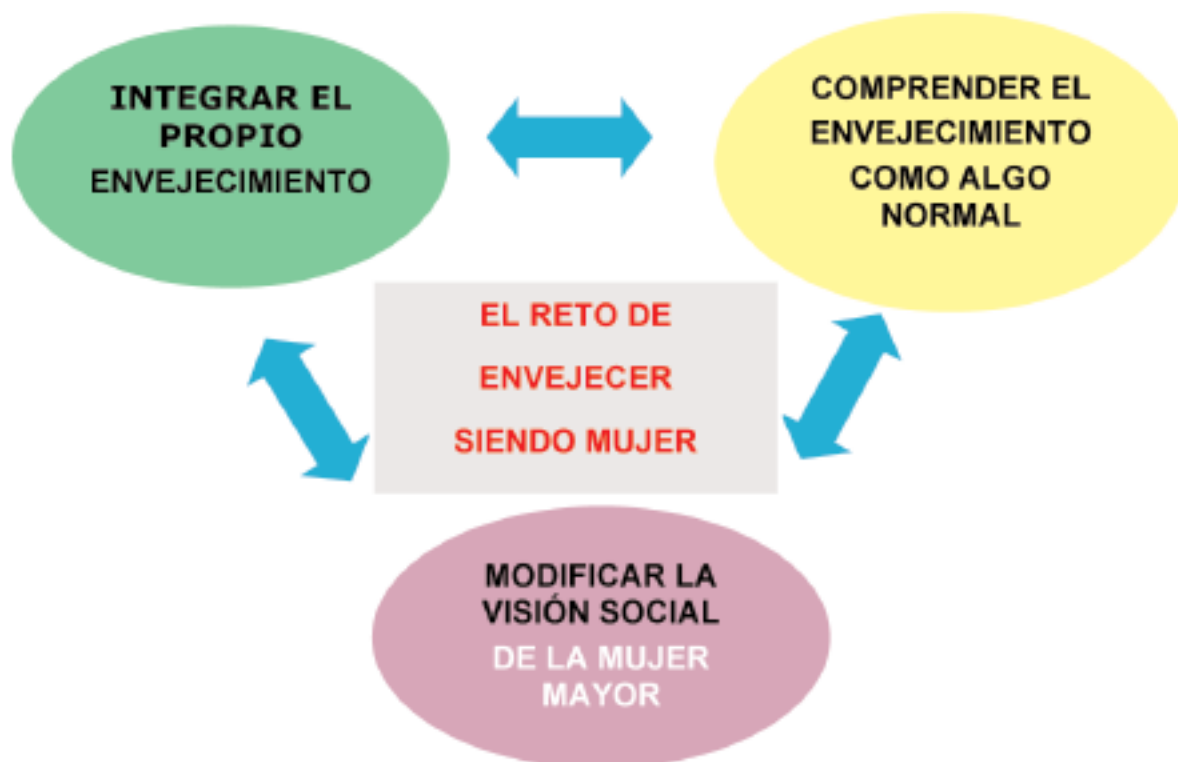 INTEGRAR EL
PROPIO
ENVEJECIMIENTO
COMPRENDER EL
ENVEJECIMIENTO
COMO ALGO
NORMAL
EL RETO DE
ENVEJECER
SIENDO MUJER
MODIFICAR LA
VISIÓN SOCIAL
DE LA MUJER
MAYOR